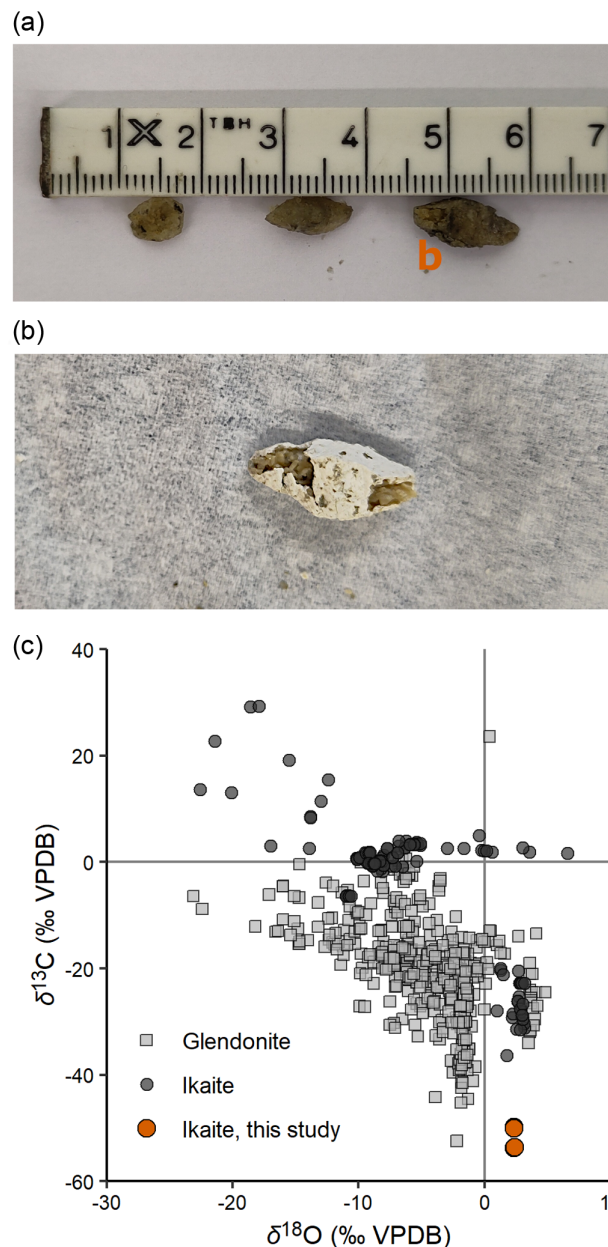 (a)
1 X 2 TBH 3 4 5 6 7
b
(b)
(c)
40
20
0
-20
-40
-60
δ¹³C (‰ VPDB)
Glendonite
Ikaite
Ikaite, this study
-30 -20 -10 0 1
δ¹⁸O (‰ VPDB)